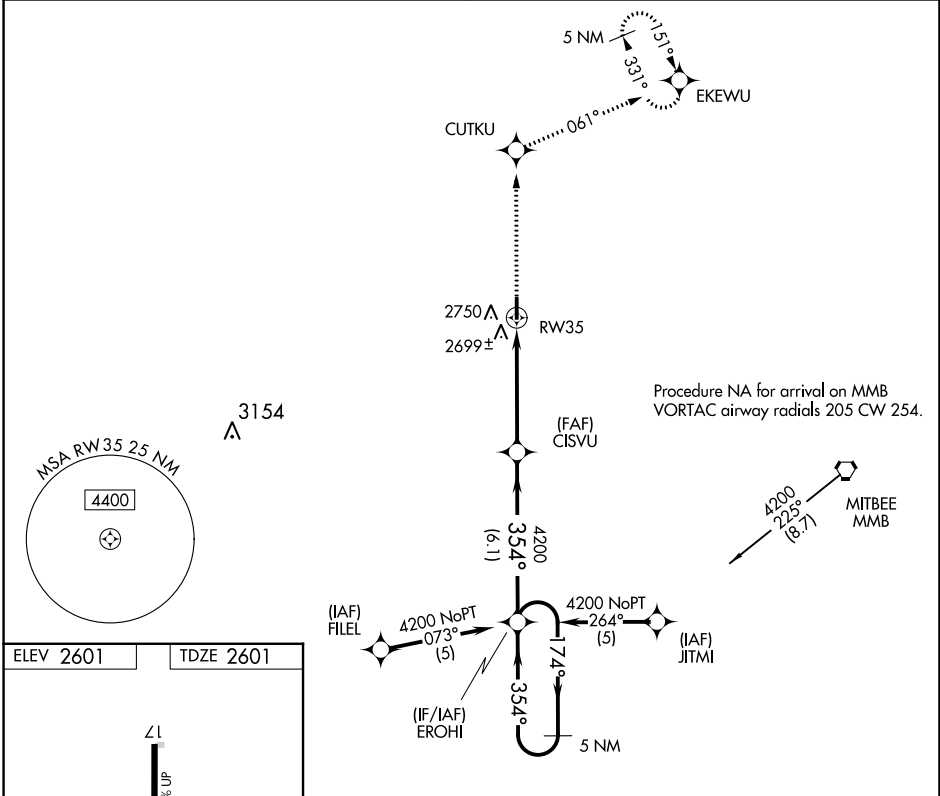 5 NM
151°
331°
EKEWU
CUTKU
061°
2750
RW35
2699±
Procedure NA for arrival on MMB
VORTAC airway radials 205 CW 254.
3154
(FAF)
CISVU
MSA RW35 25 NM
4400
4200
225°
(8.7)
MITBEE
MMB
4200
354°
(6.1)
(IAF)
FILEL
4200 NoPT
073°
(5)
4200 NoPT
264°
(5)
(IAF)
JITMI
174°
354°
(IF/IAF)
EROHI
5 NM
ELEV 2601
TDZE 2601
17
% UP